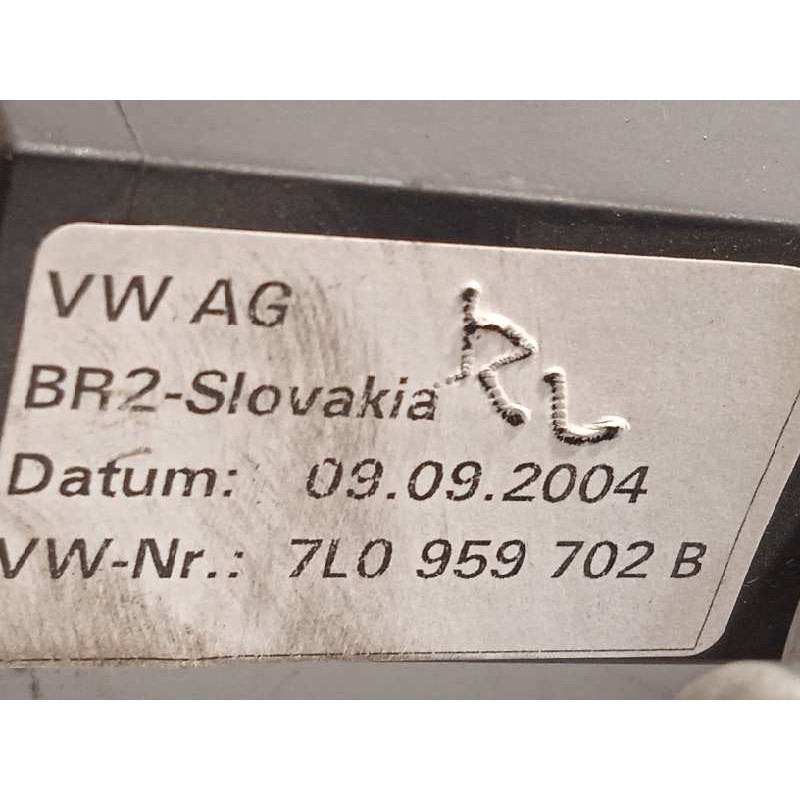 VW AG
RL
BR2-Slovakia
Datum: 09.09.2004
VW-Nr.: 7L0 959 702 B